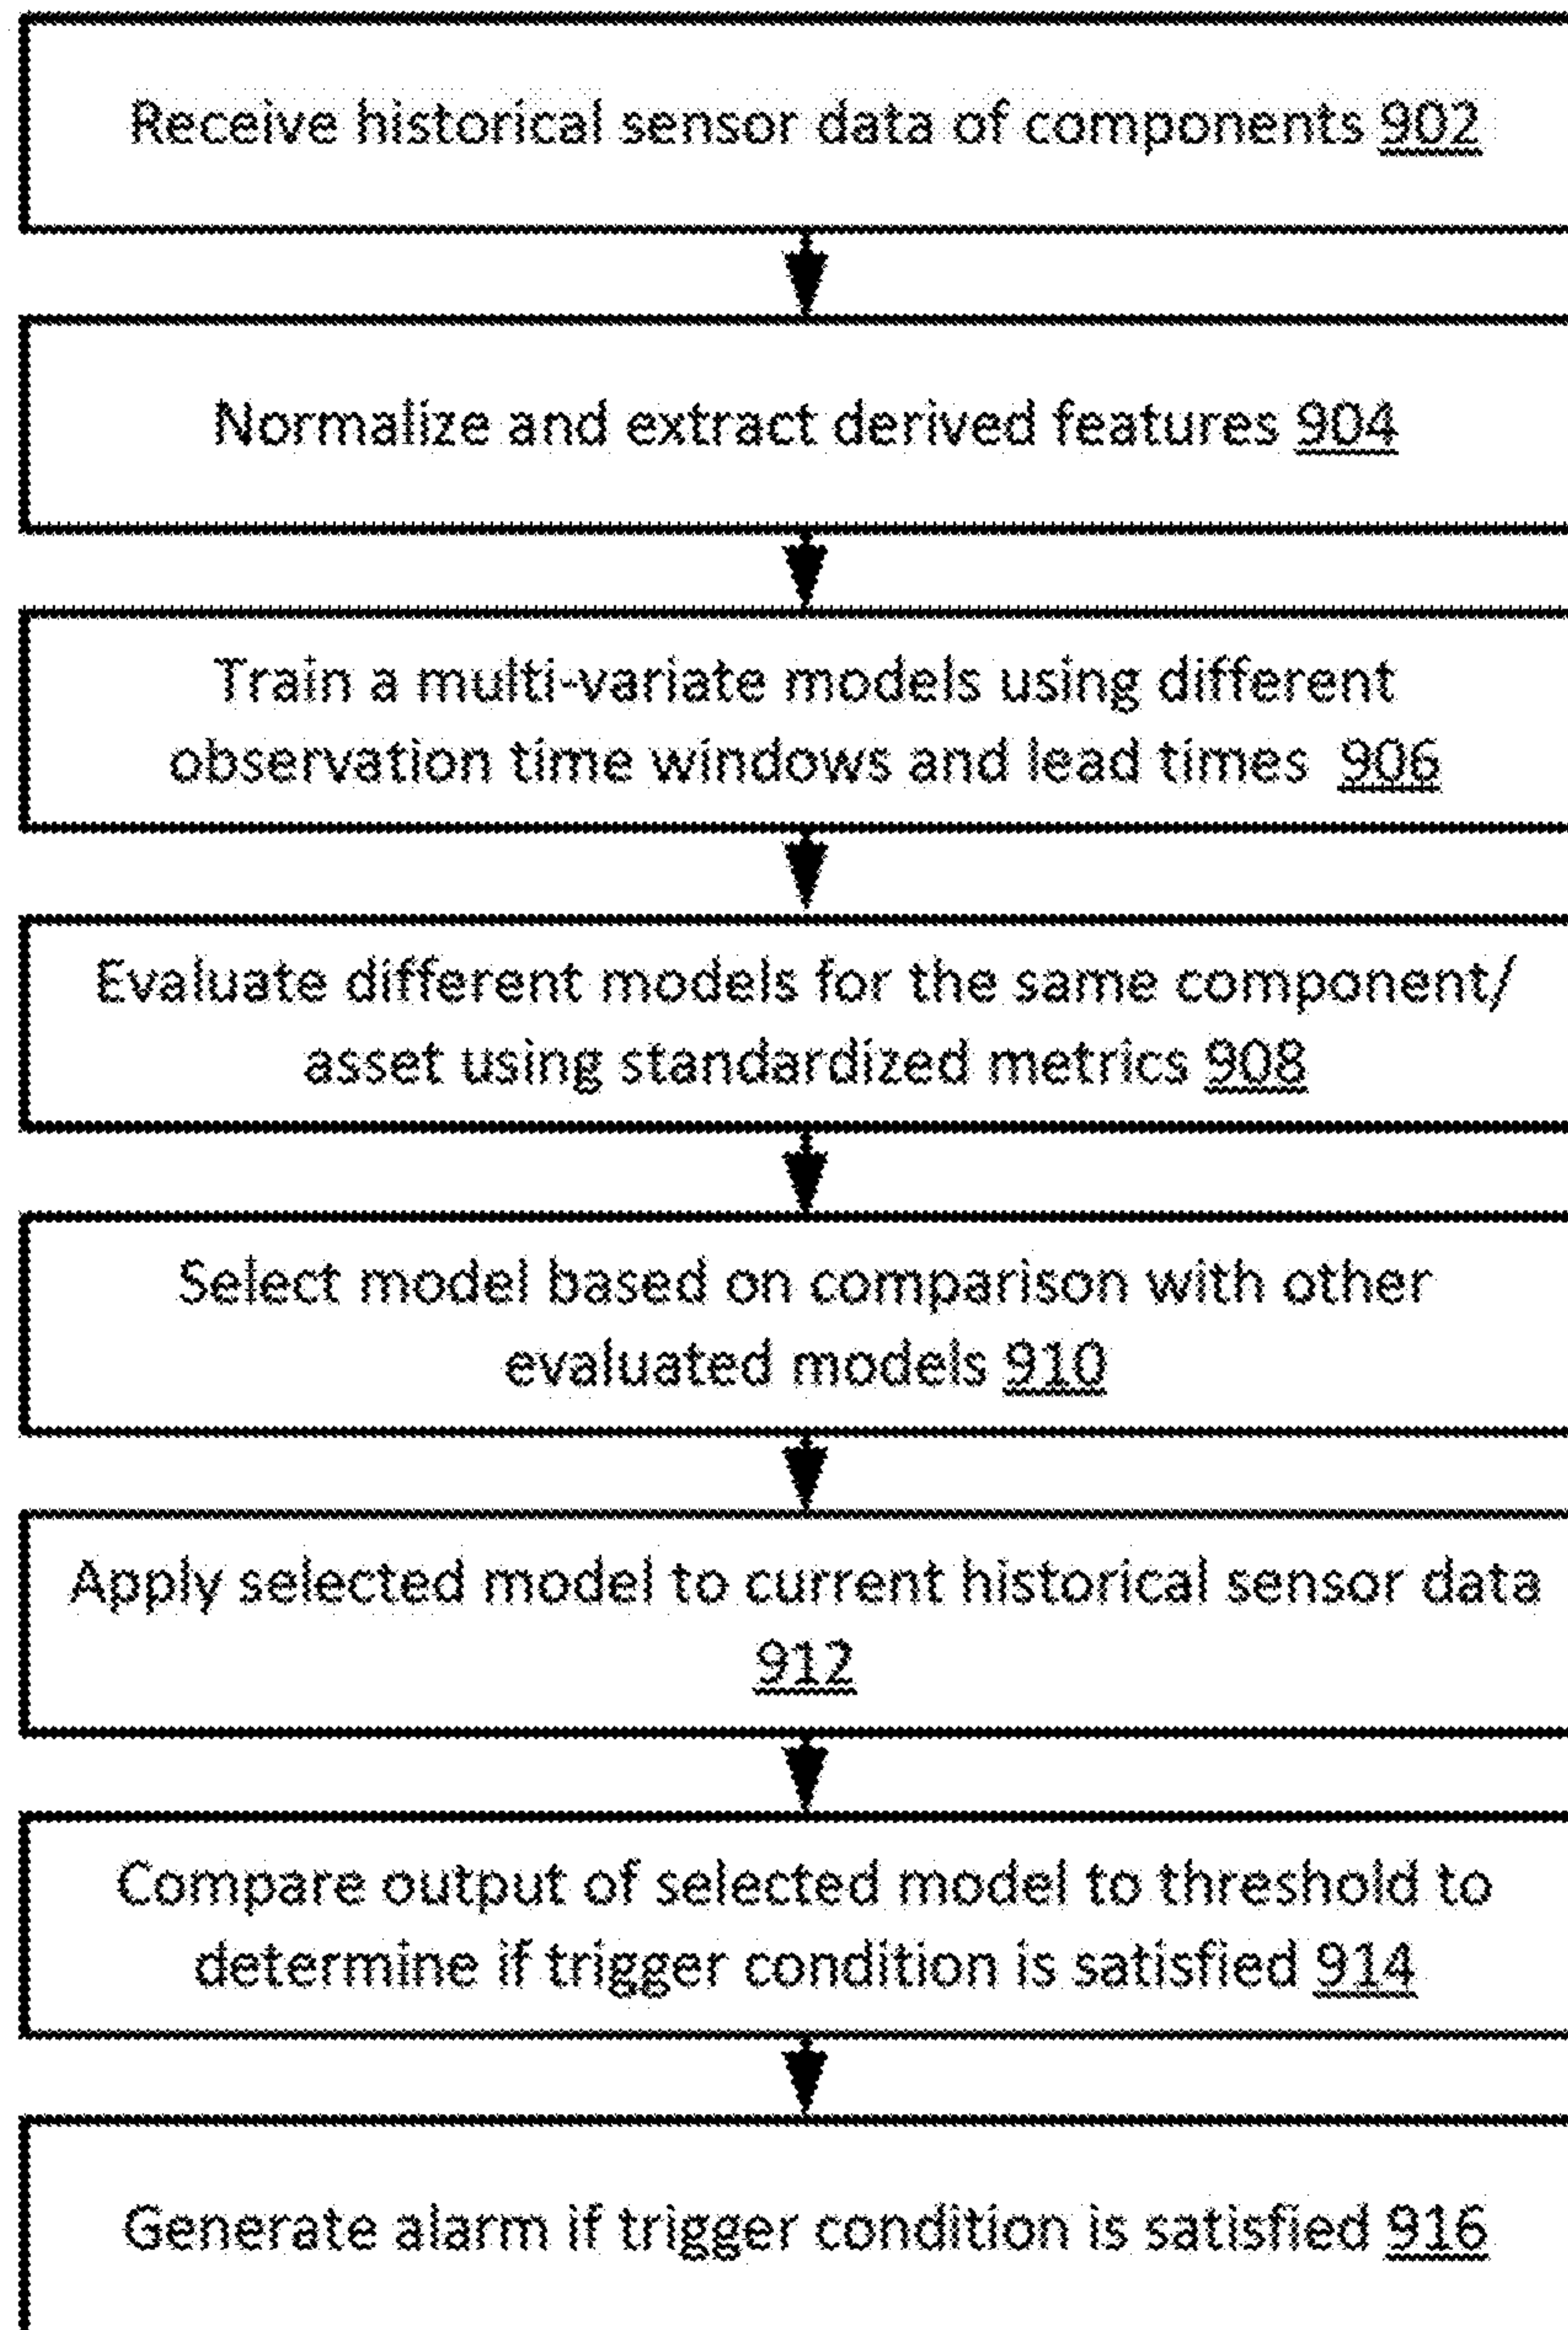 Receive historical sensor data of components 902
Normalize and extract derived features 904
Train a multi-variate models using different
observation time windows and lead times 906
Evaluate different models for the same component/
asset using standardized metrics 908
Select model based on comparison with other
evaluated models 910
Apply selected model to current historical sensor data
912
Compare output of selected model to threshold to
determine if trigger condition is satisfied 914
Generate alarm if trigger condition is satisfied 916